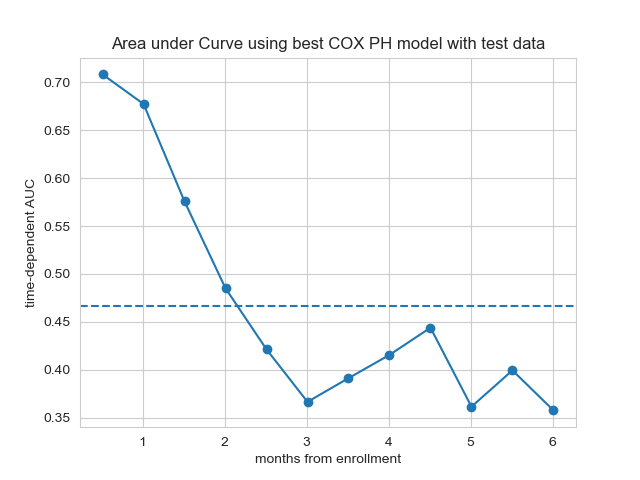 Area under Curve using best COX PH model with test data
time-dependent AUC
0.70
0.65
0.60
0.55
0.50
0.45
0.40
0.35
1 2 3 4 5 6
months from enrollment